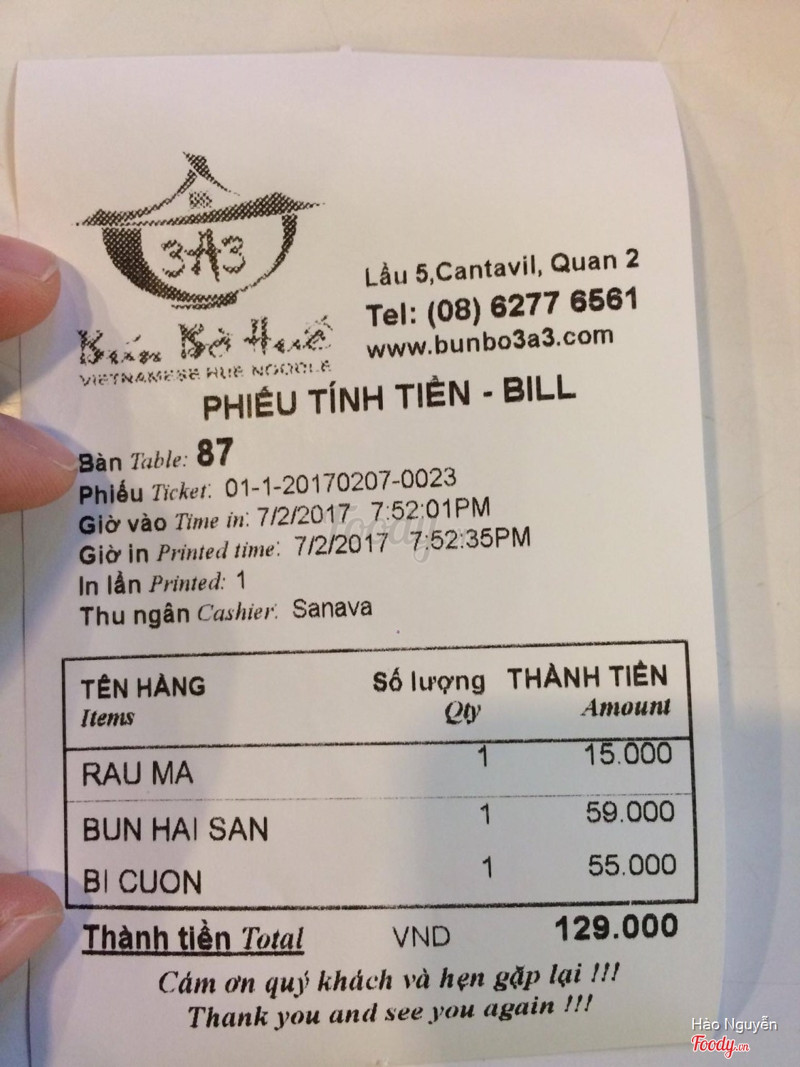 3A3
Bún Bò Huế
VIETNAMESE HUE NOODLE
Lầu 5,Cantavil, Quan 2
Tel: (08) 6277 6561
www.bunbo3a3.com
PHIẾU TÍNH TIỀN - BILL
Bàn Table: 87
Phiếu Ticket: 01-1-20170207-0023
Giờ vào Time in: 7/2/2017 7:52:01PM
Giờ in Printed time: 7/2/2017 7:52:35PM
In lần Printed: 1
Thu ngân Cashier: Sanava
TÊN HÀNG Số lượng THÀNH TIỀN
Items Qty Amount
RAU MA 1 15.000
BUN HAI SAN 1 59.000
BI CUON 1 55.000
Thành tiền Total VND 129.000
Cám ơn quý khách và hẹn gặp lại !!!
Thank you and see you again !!!
Foody.vn
Hào Nguyễn
Foody.vn